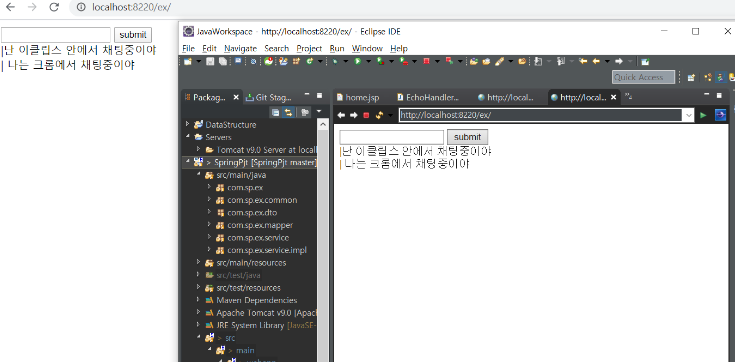 localhost:8220/ex/
submit
|난 이클립스 안에서 채팅중이야
| 나는 크롬에서 채팅중이야
JavaWorkspace - http://localhost:8220/ex/ - Eclipse IDE
File Edit Navigate Search Project Run Window Help
Quick Access
Packag... Git Stag...
DataStructure
Servers
Tomcat v9.0 Server at locall
> SpringPjt [SpringPjt master]
src/main/java
com.sp.ex
com.sp.ex.common
com.sp.ex.dto
com.sp.ex.mapper
com.sp.ex.service
com.sp.ex.service.impl
src/main/resources
src/test/java
src/test/resources
Maven Dependencies
Apache Tomcat v9.0 [Apac
JRE System Library [JavaSE-
> src
> main
home.jsp EchoHandler... http://local... http://local...
http://localhost:8220/ex/
submit
|난 이클립스 안에서 채팅중이야
| 나는 크롬에서 채팅중이야